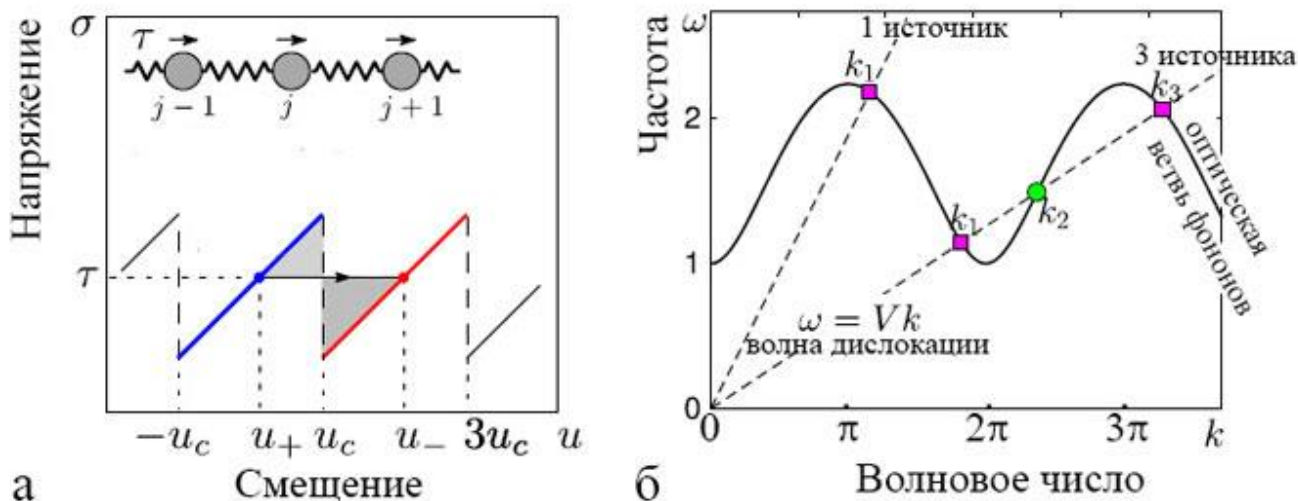 σ
Напряжение
τ
j − 1
j
j + 1
τ
−u_c
u_+
u_c
u_−
3u_c
u
а
Смещение
ω
Частота
1 источник
3 источника
k_1
k_3
2
оптическая
ветвь фононов
k_1
k_2
1
ω = Vk
волна дислокации
0
0
π
2π
3π
k
б
Волновое число